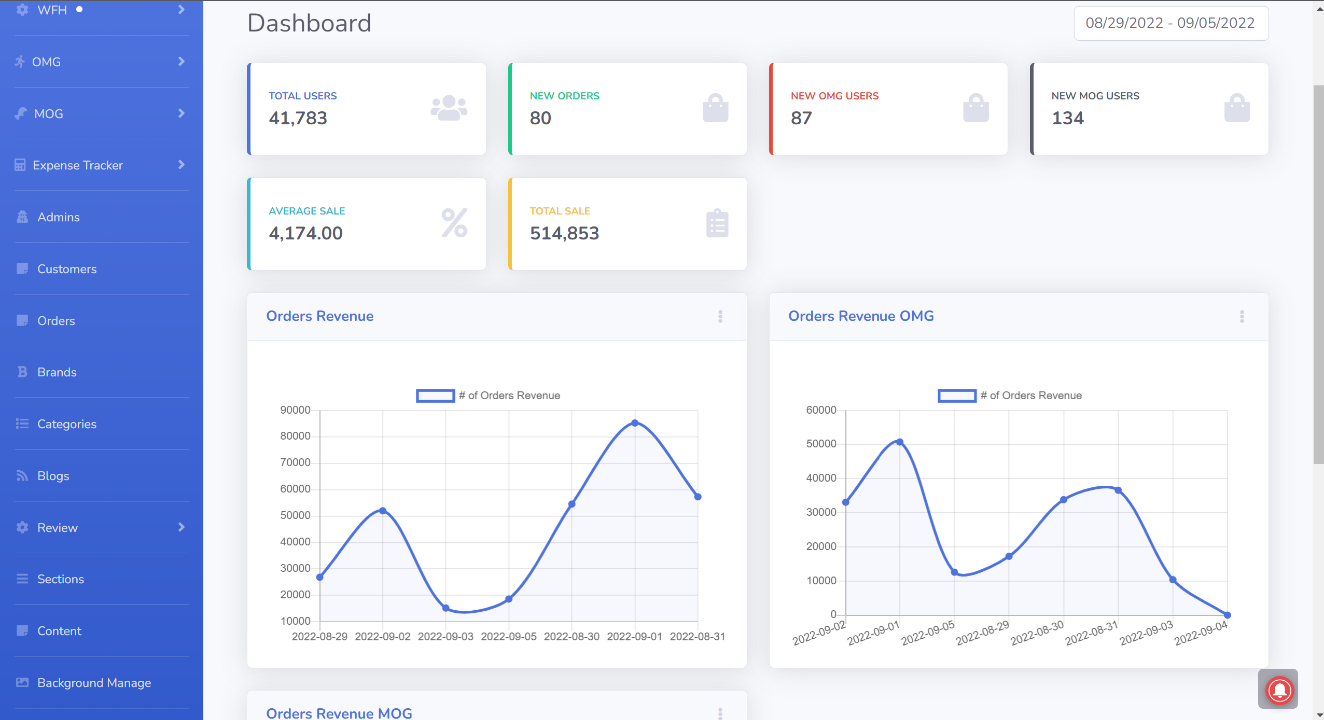 WFH
OMG
MOG
Expense Tracker
Admins
Customers
Orders
Brands
Categories
Blogs
Review
Sections
Content
Background Manage
Dashboard
08/29/2022 - 09/05/2022
TOTAL USERS
41,783
NEW ORDERS
80
NEW OMG USERS
87
NEW MOG USERS
134
AVERAGE SALE
4,174.00
TOTAL SALE
514,853
Orders Revenue
# of Orders Revenue
90000
80000
70000
60000
50000
40000
30000
20000
10000
2022-08-29 2022-09-02 2022-09-03 2022-09-05 2022-08-30 2022-09-01 2022-08-31
Orders Revenue OMG
# of Orders Revenue
60000
50000
40000
30000
20000
10000
0
2022-09-02 2022-09-01 2022-09-05 2022-08-29 2022-08-30 2022-08-31 2022-09-03 2022-09-04
Orders Revenue MOG